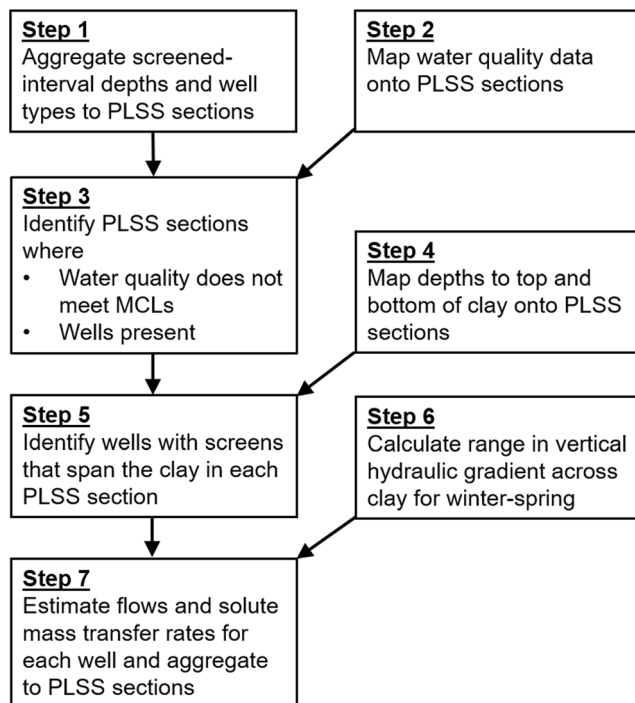 Step 1
Aggregate screened-
interval depths and well
types to PLSS sections
Step 2
Map water quality data
onto PLSS sections
Step 3
Identify PLSS sections
where
• Water quality does not
meet MCLs
• Wells present
Step 4
Map depths to top and
bottom of clay onto PLSS
sections
Step 5
Identify wells with screens
that span the clay in each
PLSS section
Step 6
Calculate range in vertical
hydraulic gradient across
clay for winter-spring
Step 7
Estimate flows and solute
mass transfer rates for
each well and aggregate
to PLSS sections